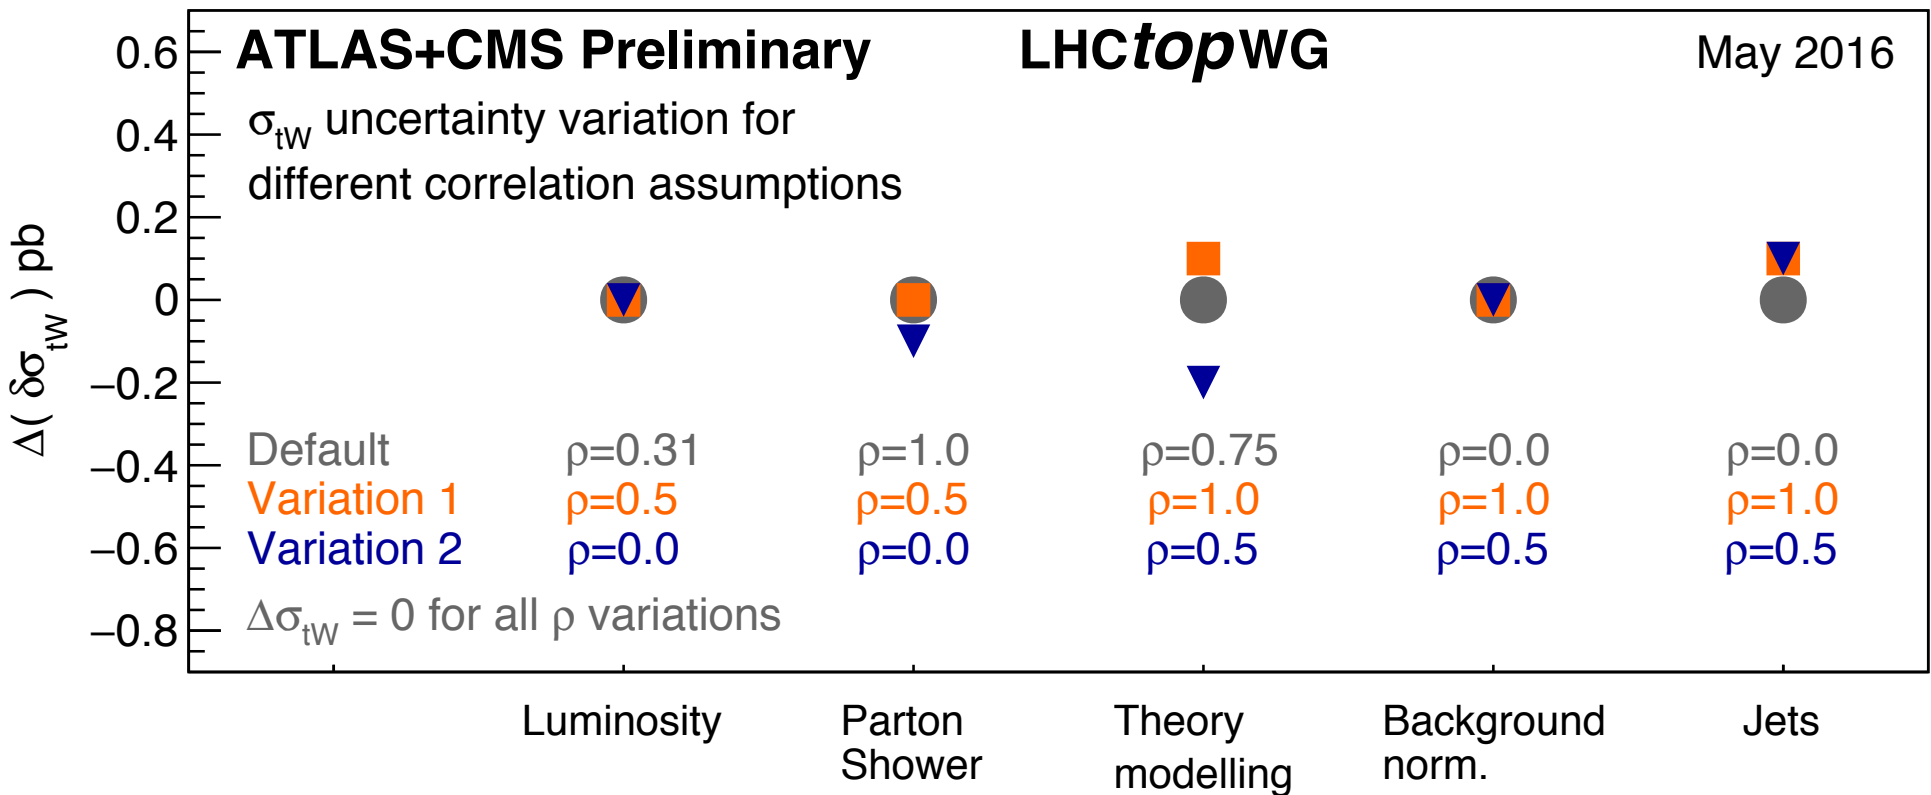 ATLAS+CMS Preliminary LHCtopWG May 2016
σtW uncertainty variation for
different correlation assumptions
Δ( δσtW ) pb
0.6
0.4
0.2
0
−0.2
−0.4
−0.6
−0.8
Default ρ=0.31 ρ=1.0 ρ=0.75 ρ=0.0 ρ=0.0
Variation 1 ρ=0.5 ρ=0.5 ρ=1.0 ρ=1.0 ρ=1.0
Variation 2 ρ=0.0 ρ=0.0 ρ=0.5 ρ=0.5 ρ=0.5
ΔσtW = 0 for all ρ variations
Luminosity
Parton
Shower
Theory
modelling
Background
norm.
Jets